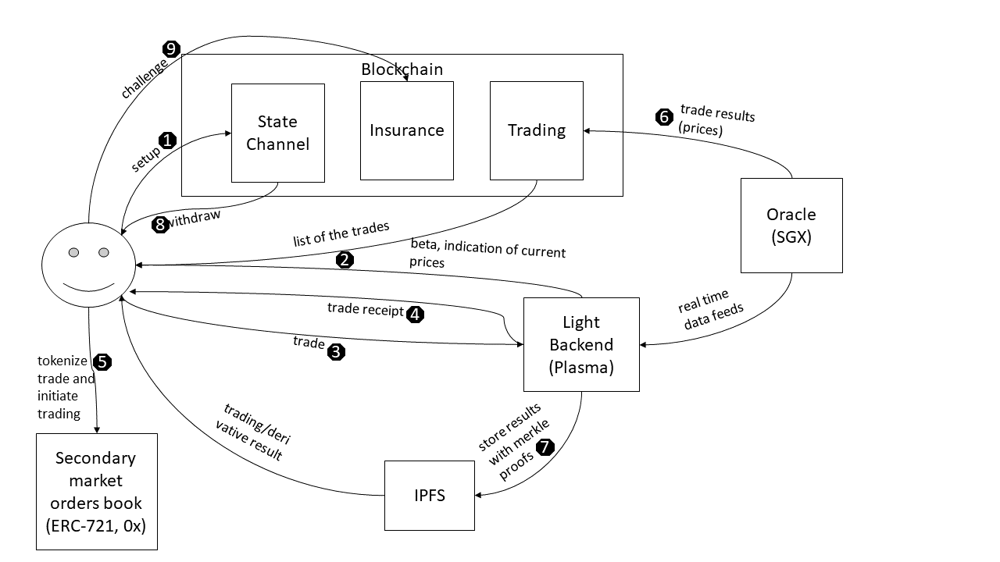 9
challenge
Blockchain
State
Channel
Insurance
Trading
6
trade results
(prices)
1
setup
8
withdraw
Oracle
(SGX)
list of the trades
2
beta, indication of current
prices
real time
data feeds
trade receipt
4
trade
3
Light
Backend
(Plasma)
5
tokenize
trade and
initiate
trading
trading/deri
vative result
store results
with merkle
proofs
7
Secondary
market
orders book
(ERC-721, 0x)
IPFS